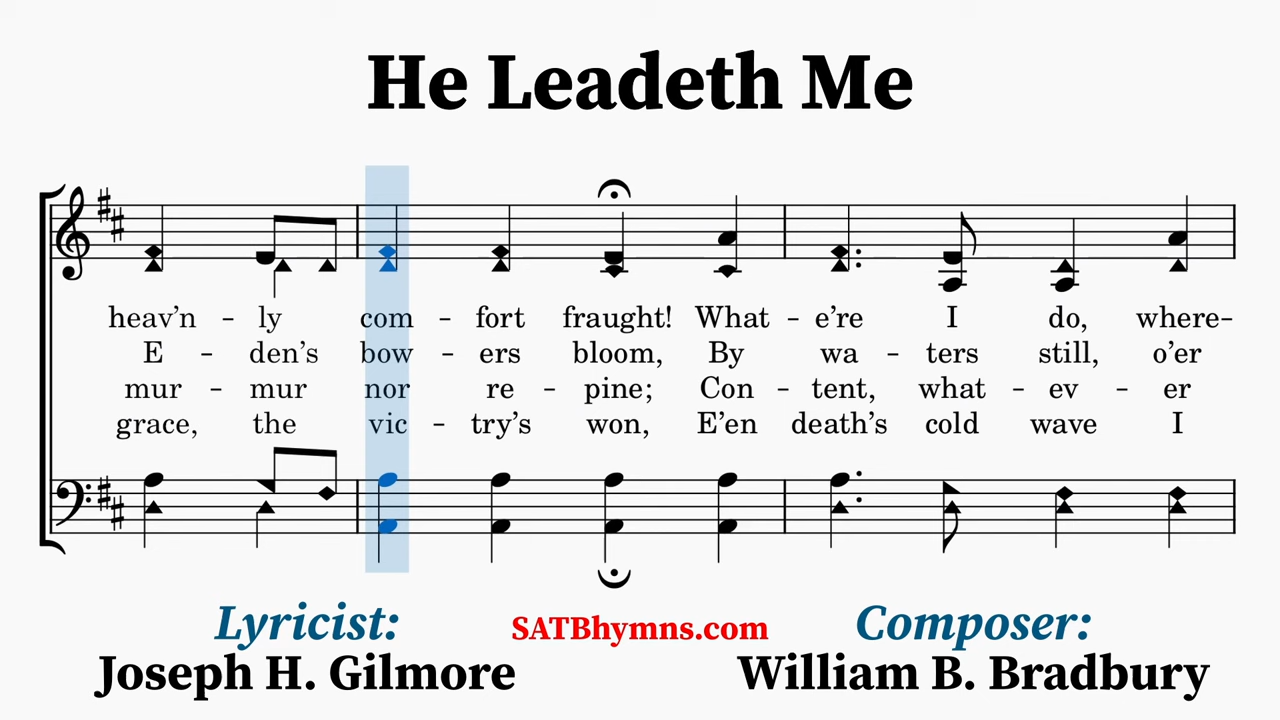 He Leadeth Me
heav’n - ly com - fort fraught! What - e’re I do, where-
E - den’s bow - ers bloom, By wa - ters still, o’er
mur - mur nor re - pine; Con - tent, what - ev - er
grace, the vic - try’s won, E’en death’s cold wave I
Lyricist: SATBhymns.com Composer:
Joseph H. Gilmore William B. Bradbury